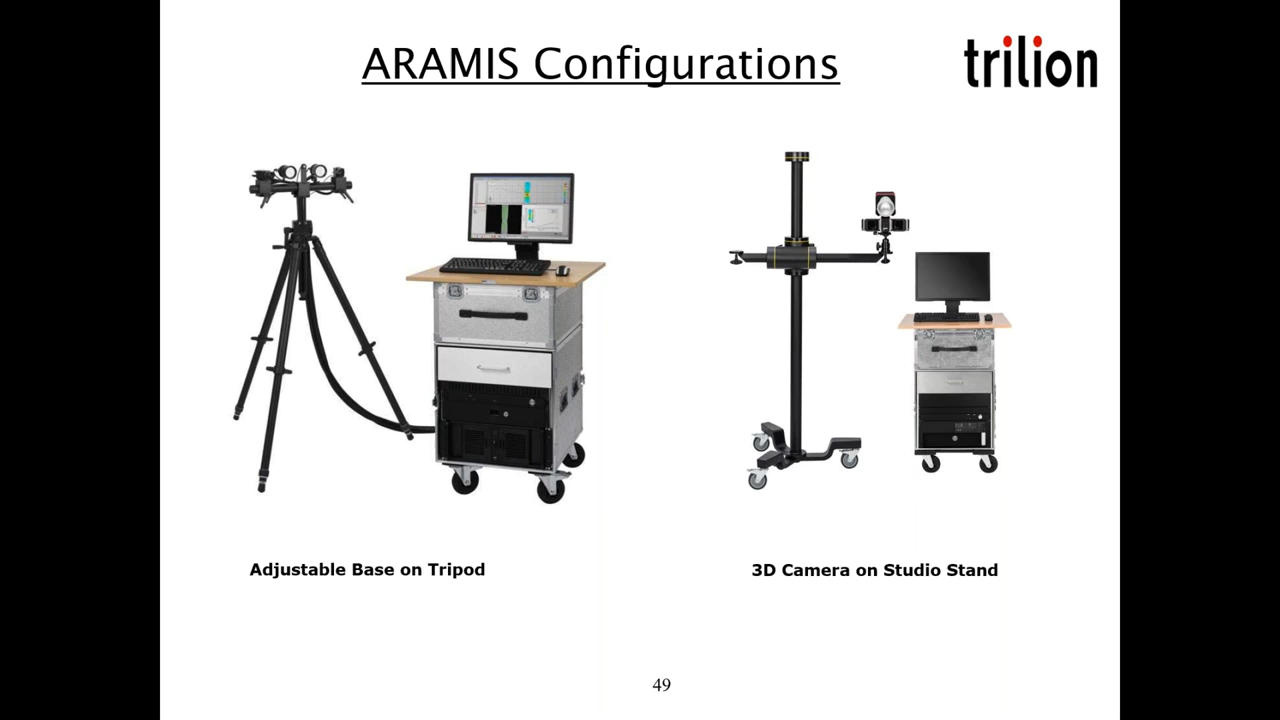 ARAMIS Configurations
trilion
Adjustable Base on Tripod
3D Camera on Studio Stand
49